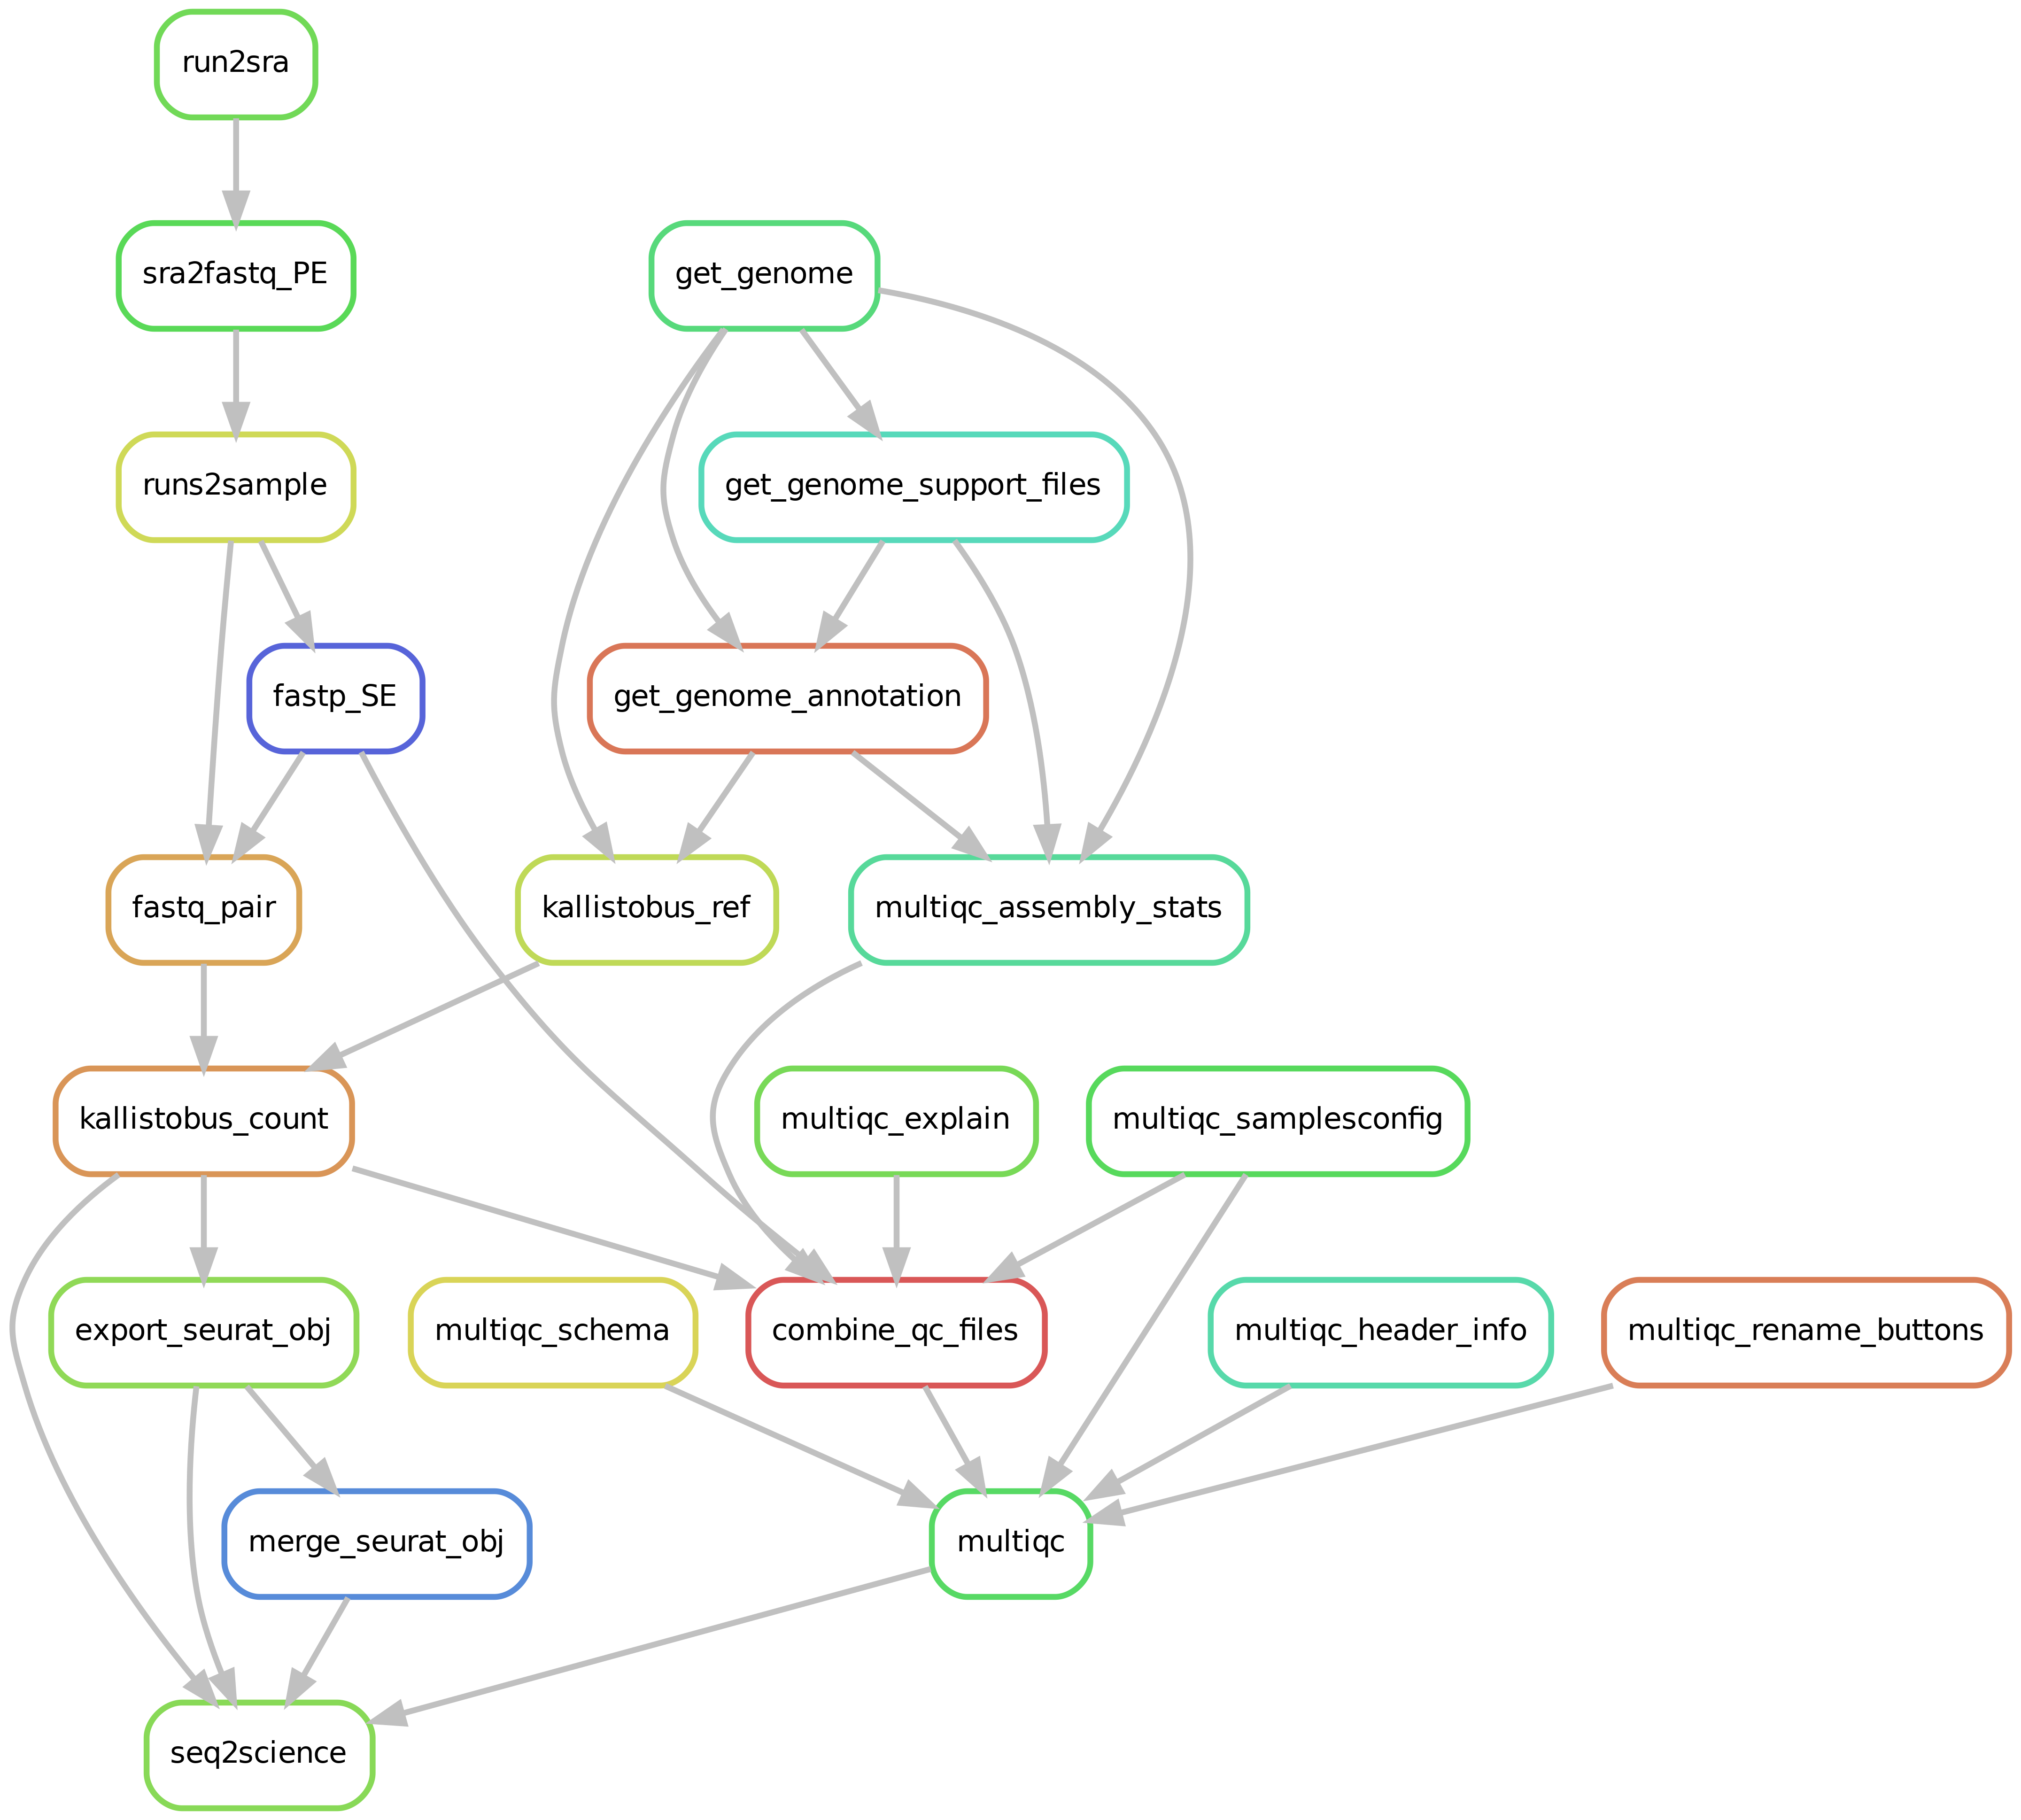 run2sra
sra2fastq_PE
get_genome
runs2sample
get_genome_support_files
fastp_SE
get_genome_annotation
fastq_pair
kallistobus_ref
multiqc_assembly_stats
kallistobus_count
multiqc_explain
multiqc_samplesconfig
export_seurat_obj
multiqc_schema
combine_qc_files
multiqc_header_info
multiqc_rename_buttons
merge_seurat_obj
multiqc
seq2science